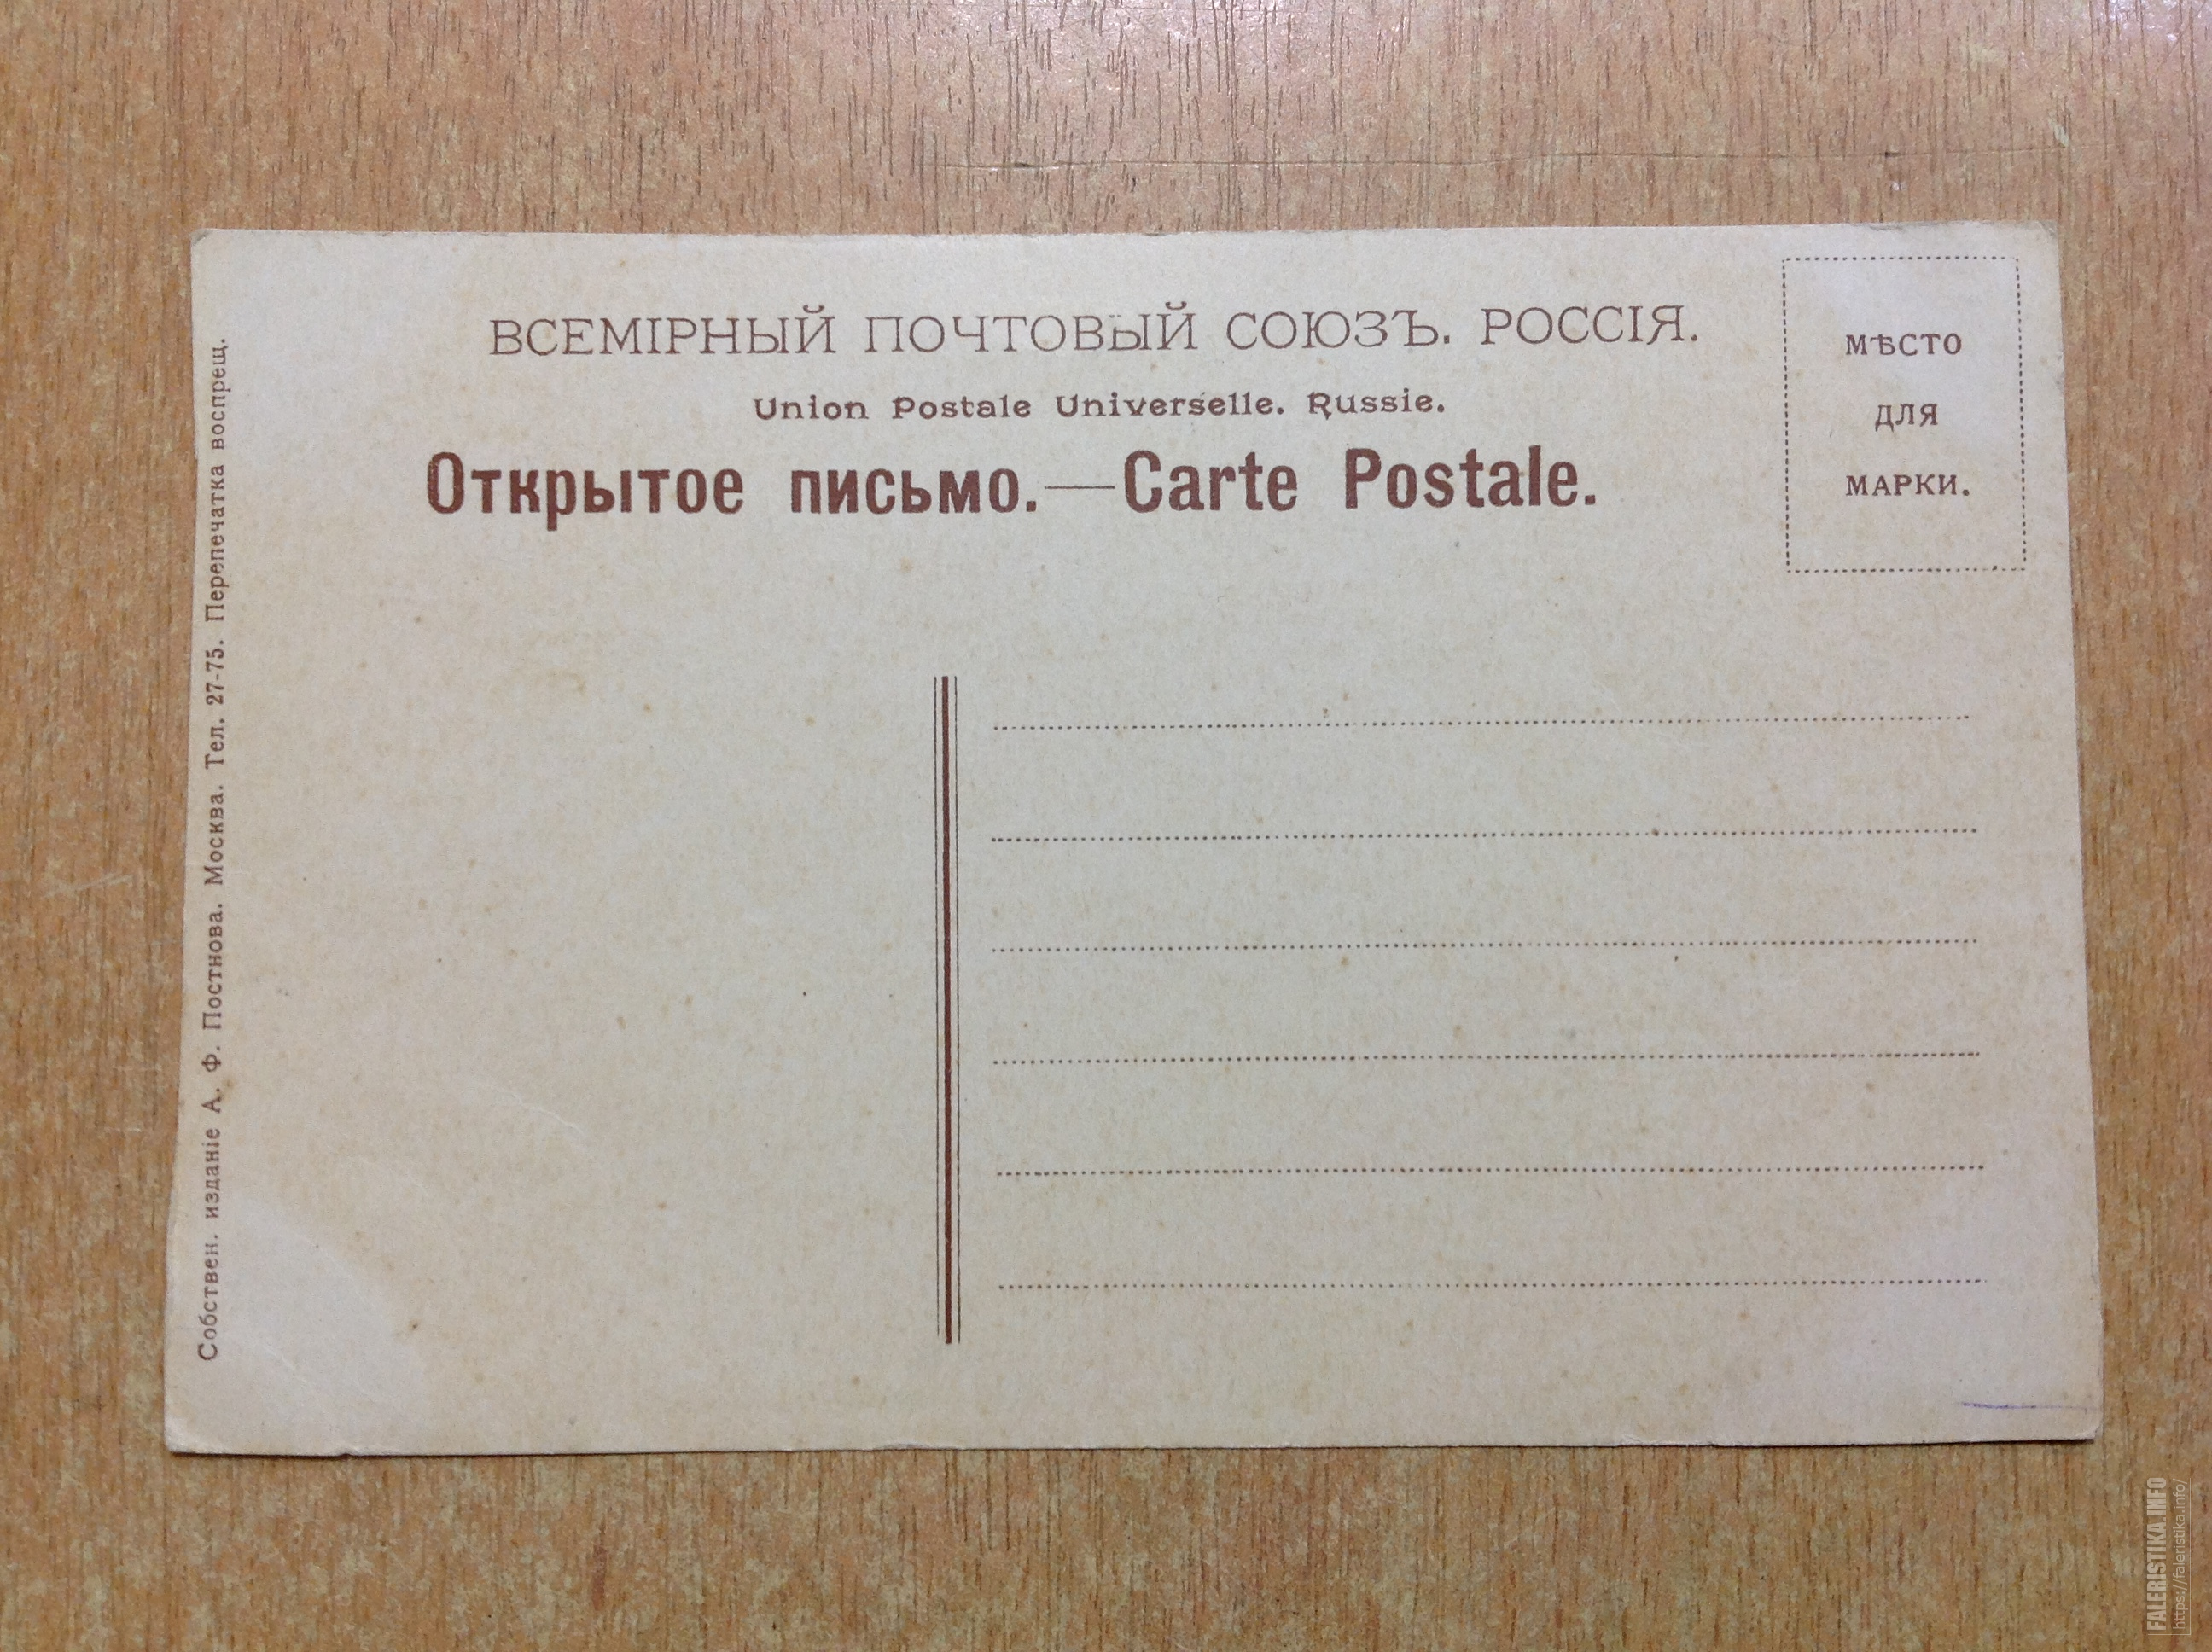 ВСЕМІРНЫЙ ПОЧТОВЫЙ СОЮЗЪ. РОССІЯ.
Union Postale Universelle. Russie.
Открытое письмо.—Carte Postale.
МѢСТО
ДЛЯ
МАРКИ.
Собствен. изданіе А. Ф. Постнова. Москва. Тел. 27-75. Перепечатка воспрещ.
FALERISTIKA.INFO
https://faleristika.info/